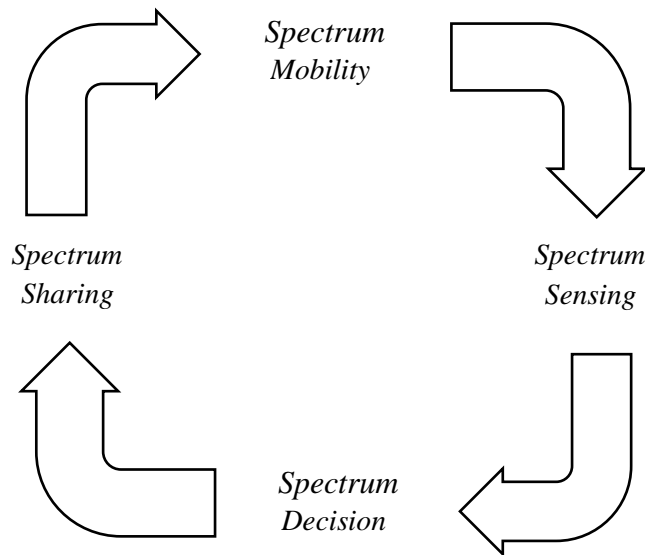 Spectrum
Mobility
Spectrum
Sharing
Spectrum
Sensing
Spectrum
Decision